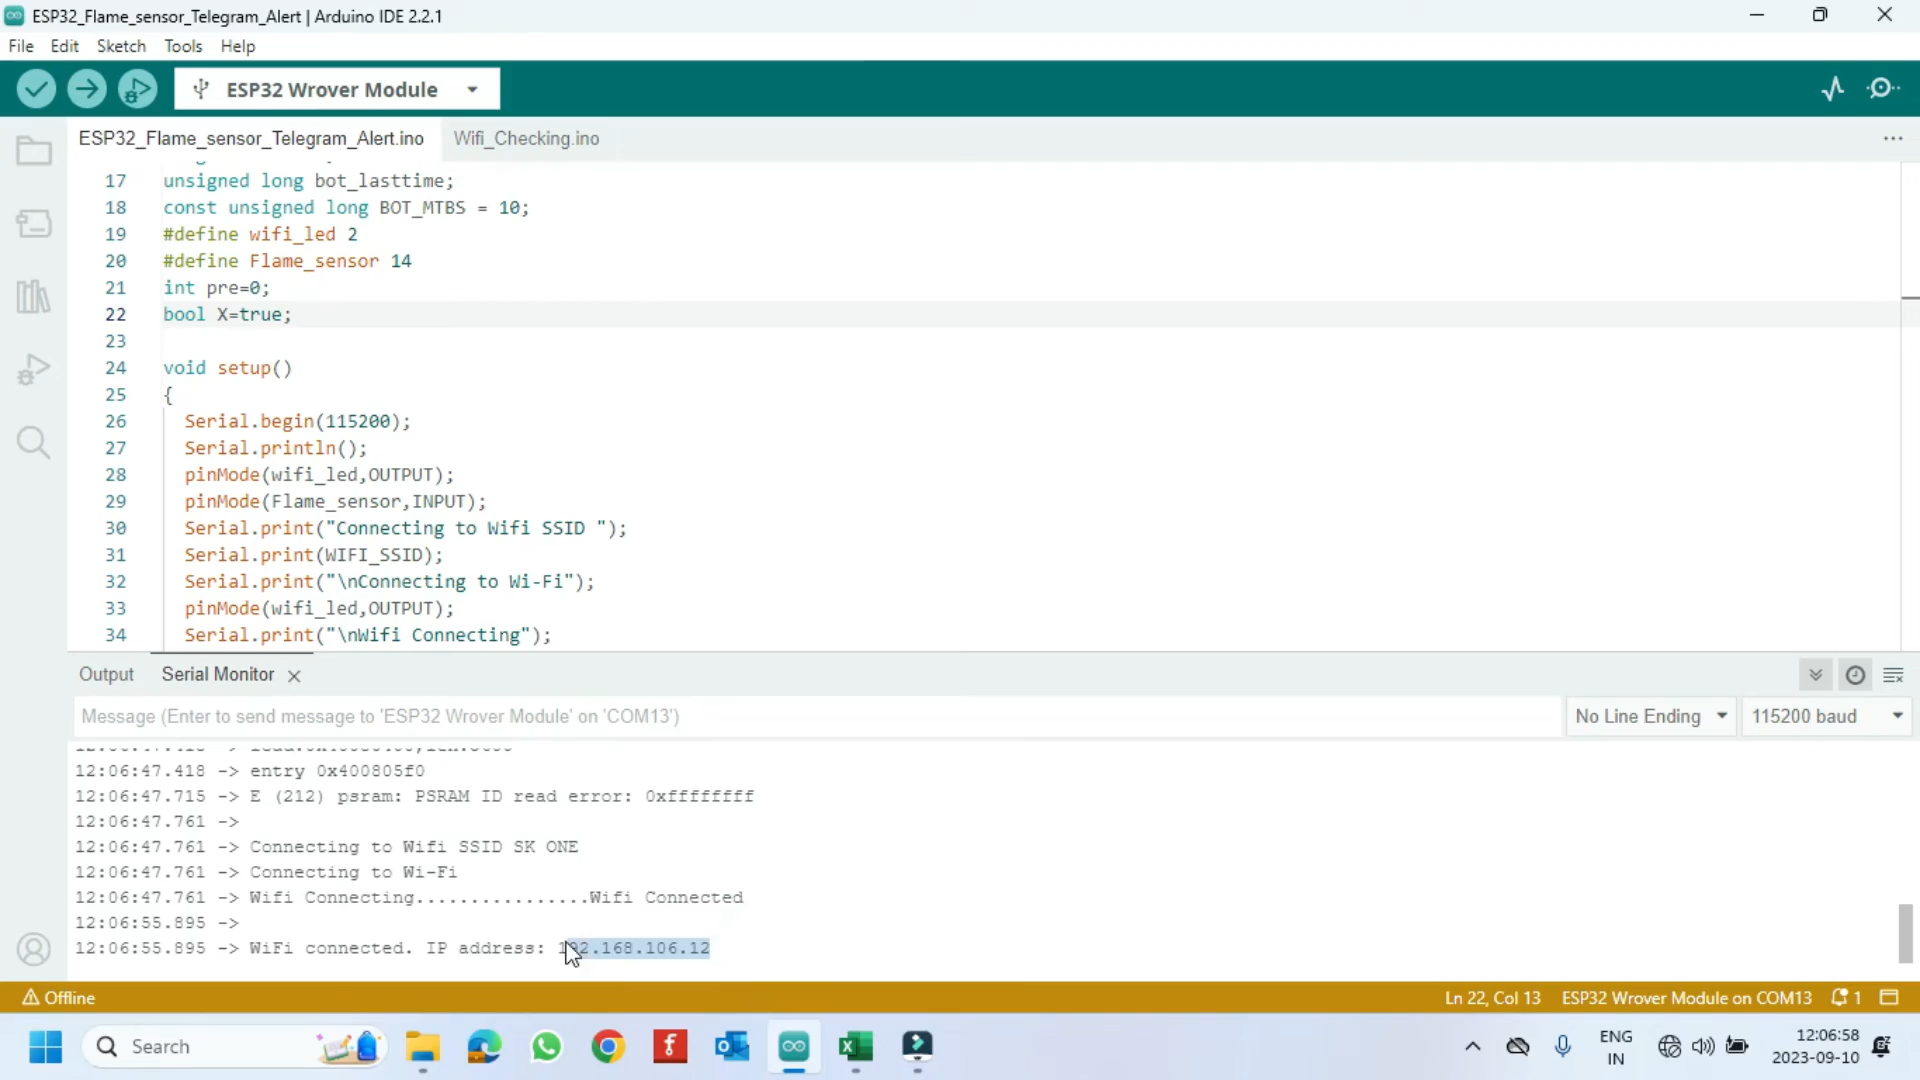 ESP32_Flame_sensor_Telegram_Alert | Arduino IDE 2.2.1
File Edit Sketch Tools Help
ESP32 Wrover Module
ESP32_Flame_sensor_Telegram_Alert.ino Wifi_Checking.ino
17 unsigned long bot_lasttime;
18 const unsigned long BOT_MTBS = 10;
19 #define wifi_led 2
20 #define Flame_sensor 14
21 int pre=0;
22 bool X=true;
23
24 void setup()
25 {
26 Serial.begin(115200);
27 Serial.println();
28 pinMode(wifi_led,OUTPUT);
29 pinMode(Flame_sensor,INPUT);
30 Serial.print("Connecting to Wifi SSID ");
31 Serial.print(WIFI_SSID);
32 Serial.print("\nConnecting to Wi-Fi");
33 pinMode(wifi_led,OUTPUT);
34 Serial.print("\nWifi Connecting");
Output Serial Monitor
Message (Enter to send message to 'ESP32 Wrover Module' on 'COM13') No Line Ending 115200 baud
12:06:47.418 -> entry 0x400805f0
12:06:47.715 -> E (212) psram: PSRAM ID read error: 0xffffffff
12:06:47.761 ->
12:06:47.761 -> Connecting to Wifi SSID SK ONE
12:06:47.761 -> Connecting to Wi-Fi
12:06:47.761 -> Wifi Connecting................Wifi Connected
12:06:55.895 ->
12:06:55.895 -> WiFi connected. IP address: 192.168.106.12
Offline Ln 22, Col 13 ESP32 Wrover Module on COM13 1
Search ENG IN 12:06:58 2023-09-10